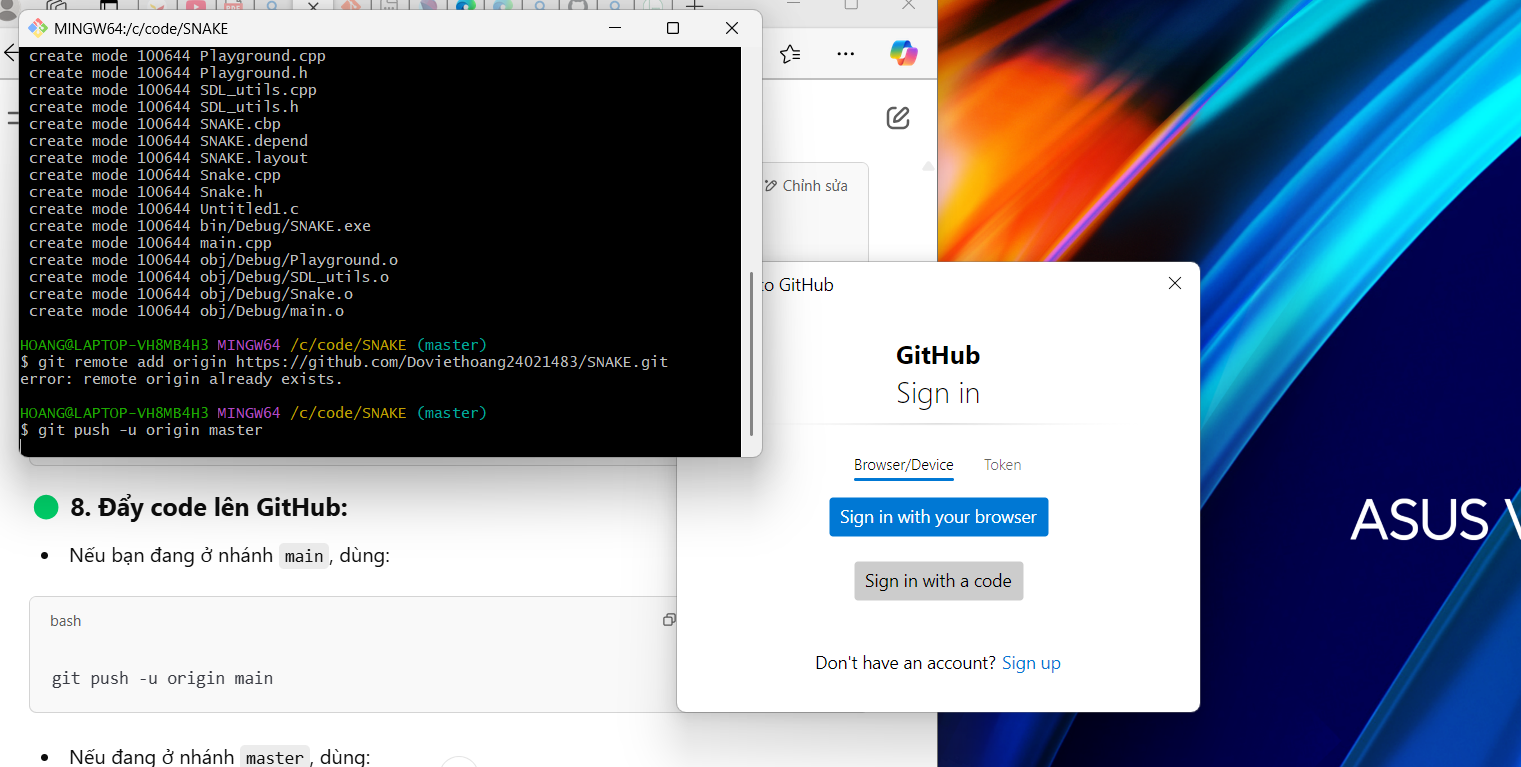 MINGW64:/c/code/SNAKE
create mode 100644 Playground.cpp
create mode 100644 Playground.h
create mode 100644 SDL_utils.cpp
create mode 100644 SDL_utils.h
create mode 100644 SNAKE.cbp
create mode 100644 SNAKE.depend
create mode 100644 SNAKE.layout
create mode 100644 Snake.cpp
create mode 100644 Snake.h
create mode 100644 Untitled1.c
create mode 100644 bin/Debug/SNAKE.exe
create mode 100644 main.cpp
create mode 100644 obj/Debug/Playground.o
create mode 100644 obj/Debug/SDL_utils.o
create mode 100644 obj/Debug/Snake.o
create mode 100644 obj/Debug/main.o
HOANG@LAPTOP-VH8MB4H3 MINGW64 /c/code/SNAKE (master)
$ git remote add origin https://github.com/Doviethoang24021483/SNAKE.git
error: remote origin already exists.
HOANG@LAPTOP-VH8MB4H3 MINGW64 /c/code/SNAKE (master)
$ git push -u origin master
Chỉnh sửa
to GitHub
GitHub
Sign in
Browser/Device Token
Sign in with your browser
Sign in with a code
Don't have an account? Sign up
8. Đẩy code lên GitHub:
• Nếu bạn đang ở nhánh main, dùng:
bash
git push -u origin main
• Nếu đang ở nhánh master, dùng:
ASUS